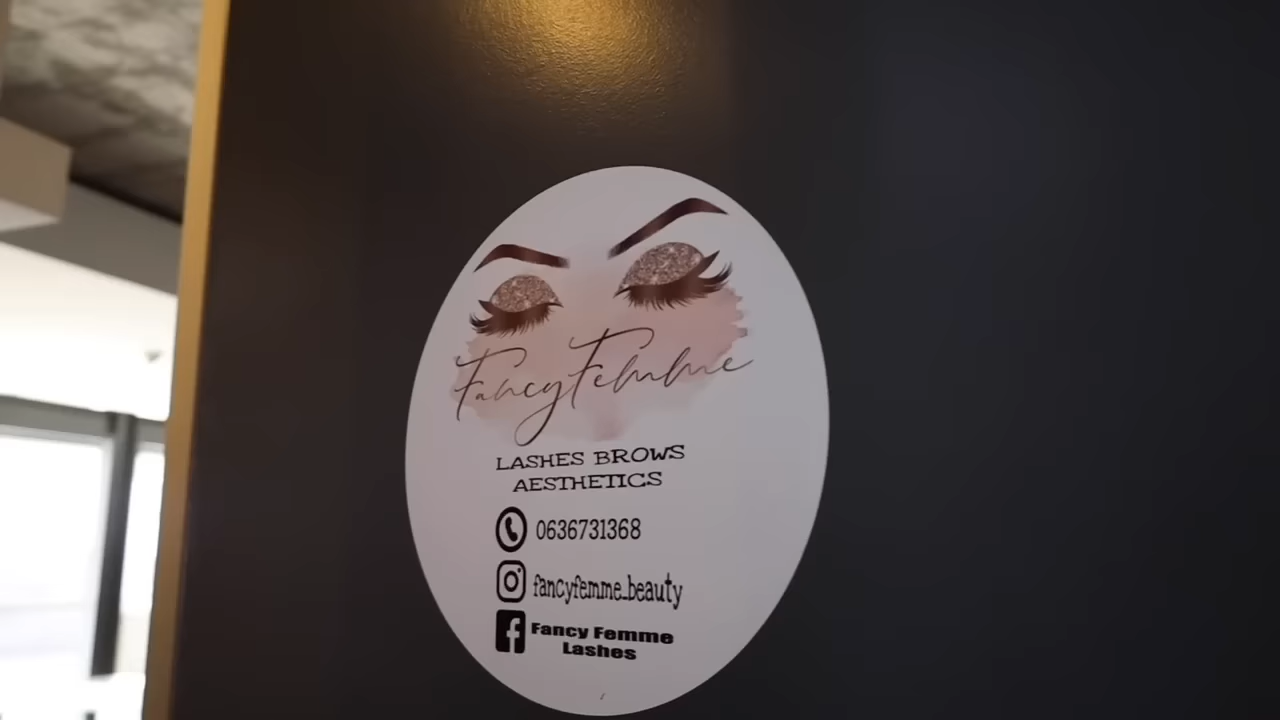 FancyFemme
LASHES BROWS
AESTHETICS
0636731368
fancyfemme_beauty
Fancy Femme
Lashes